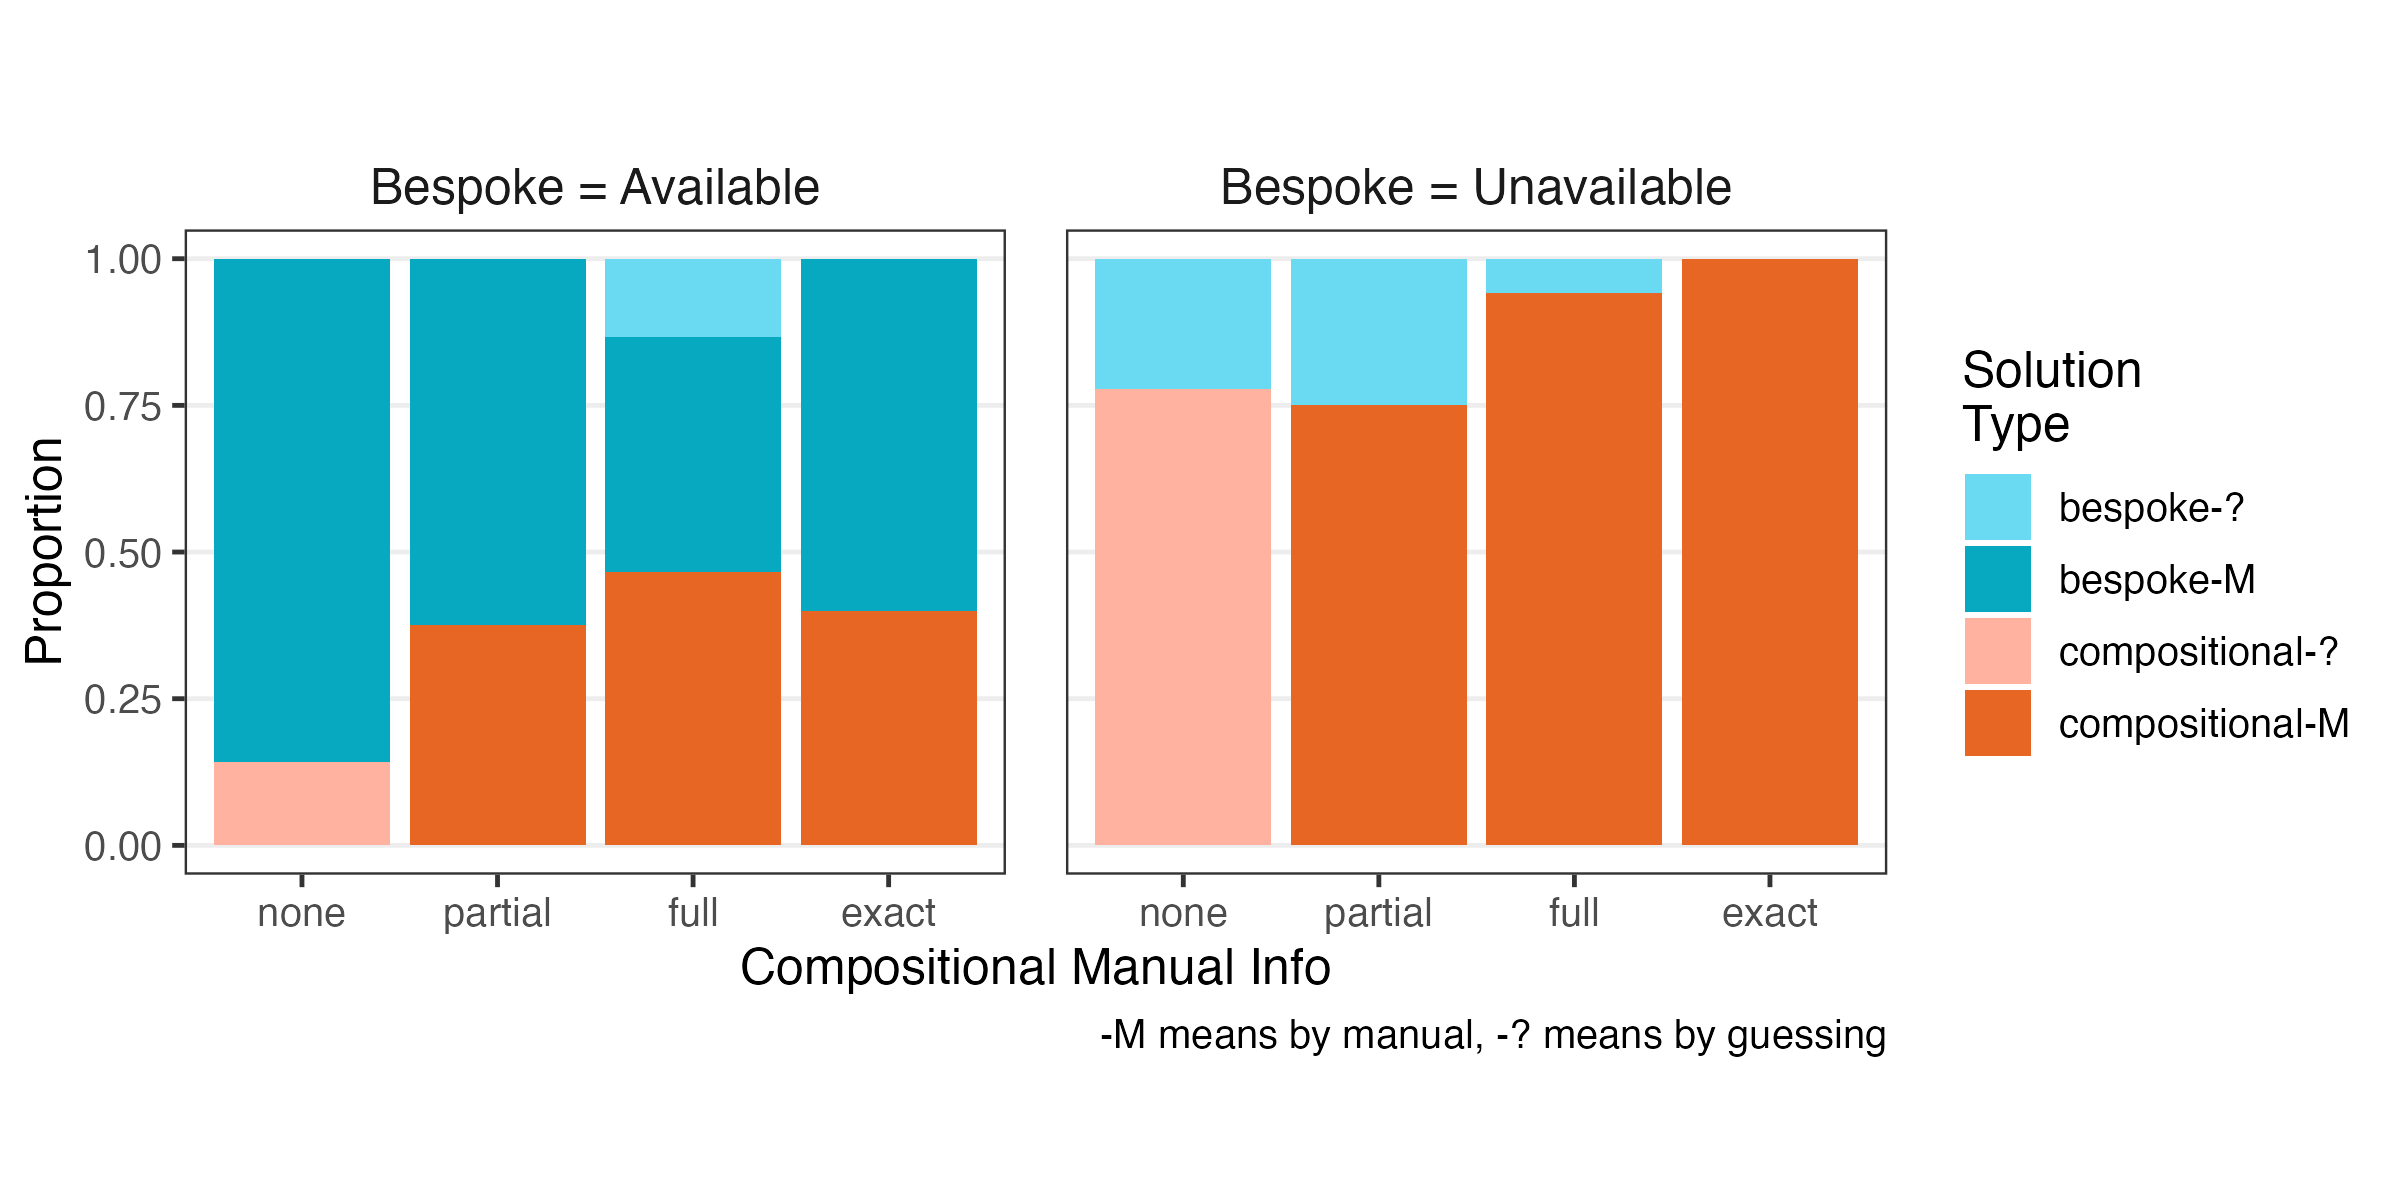 Bespoke = Available
Bespoke = Unavailable
1.00
0.75
0.50
0.25
0.00
Proportion
none partial full exact
none partial full exact
Compositional Manual Info
-M means by manual, -? means by guessing
Solution
Type
bespoke-?
bespoke-M
compositional-?
compositional-M